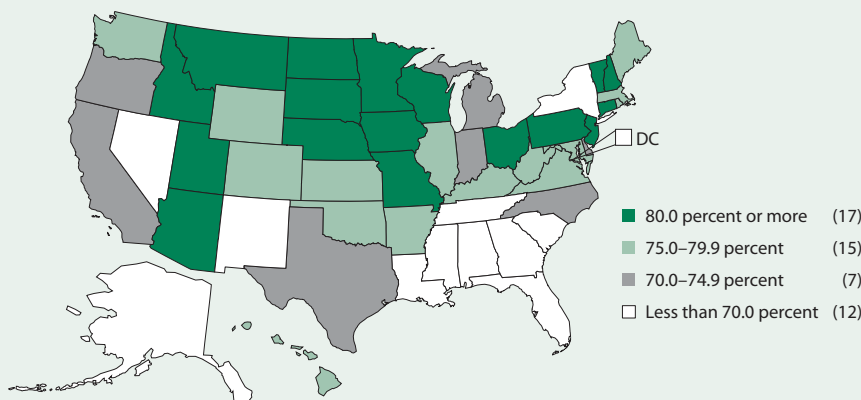 DC
80.0 percent or more (17)
75.0–79.9 percent (15)
70.0–74.9 percent (7)
Less than 70.0 percent (12)